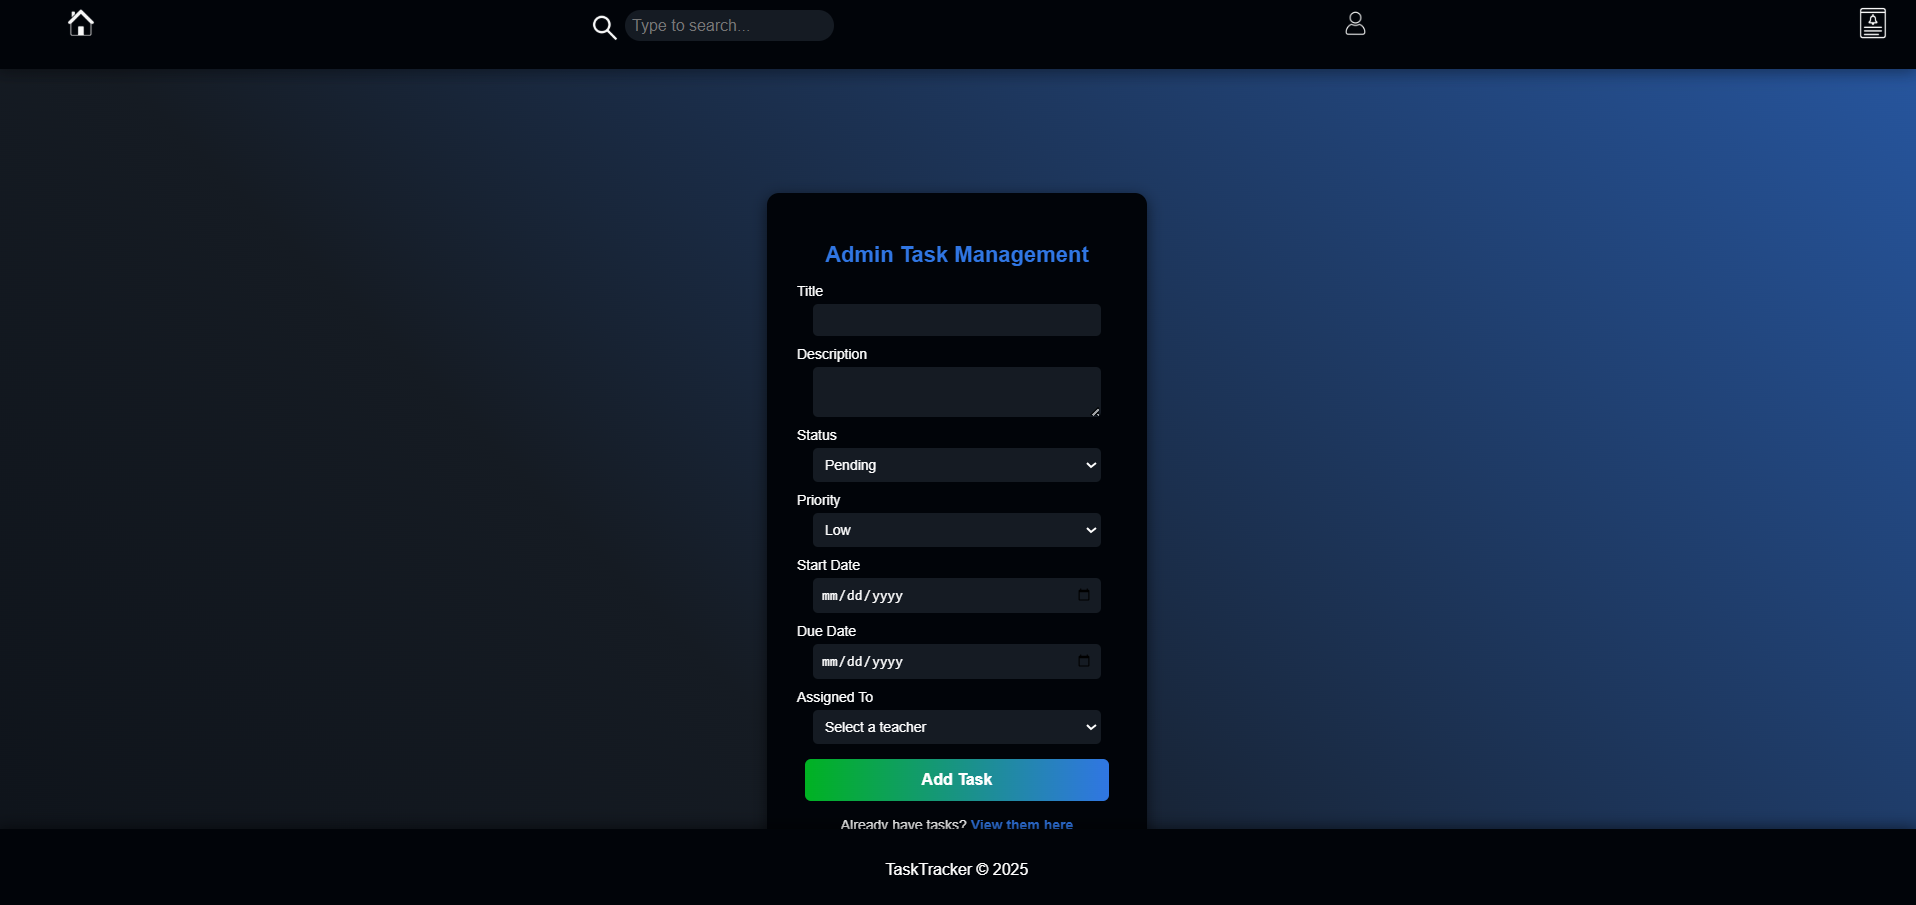 Type to search...
Admin Task Management
Title
Description
Status
Pending
Priority
Low
Start Date
mm/dd/yyyy
Due Date
mm/dd/yyyy
Assigned To
Select a teacher
Add Task
Already have tasks? View them here
TaskTracker © 2025